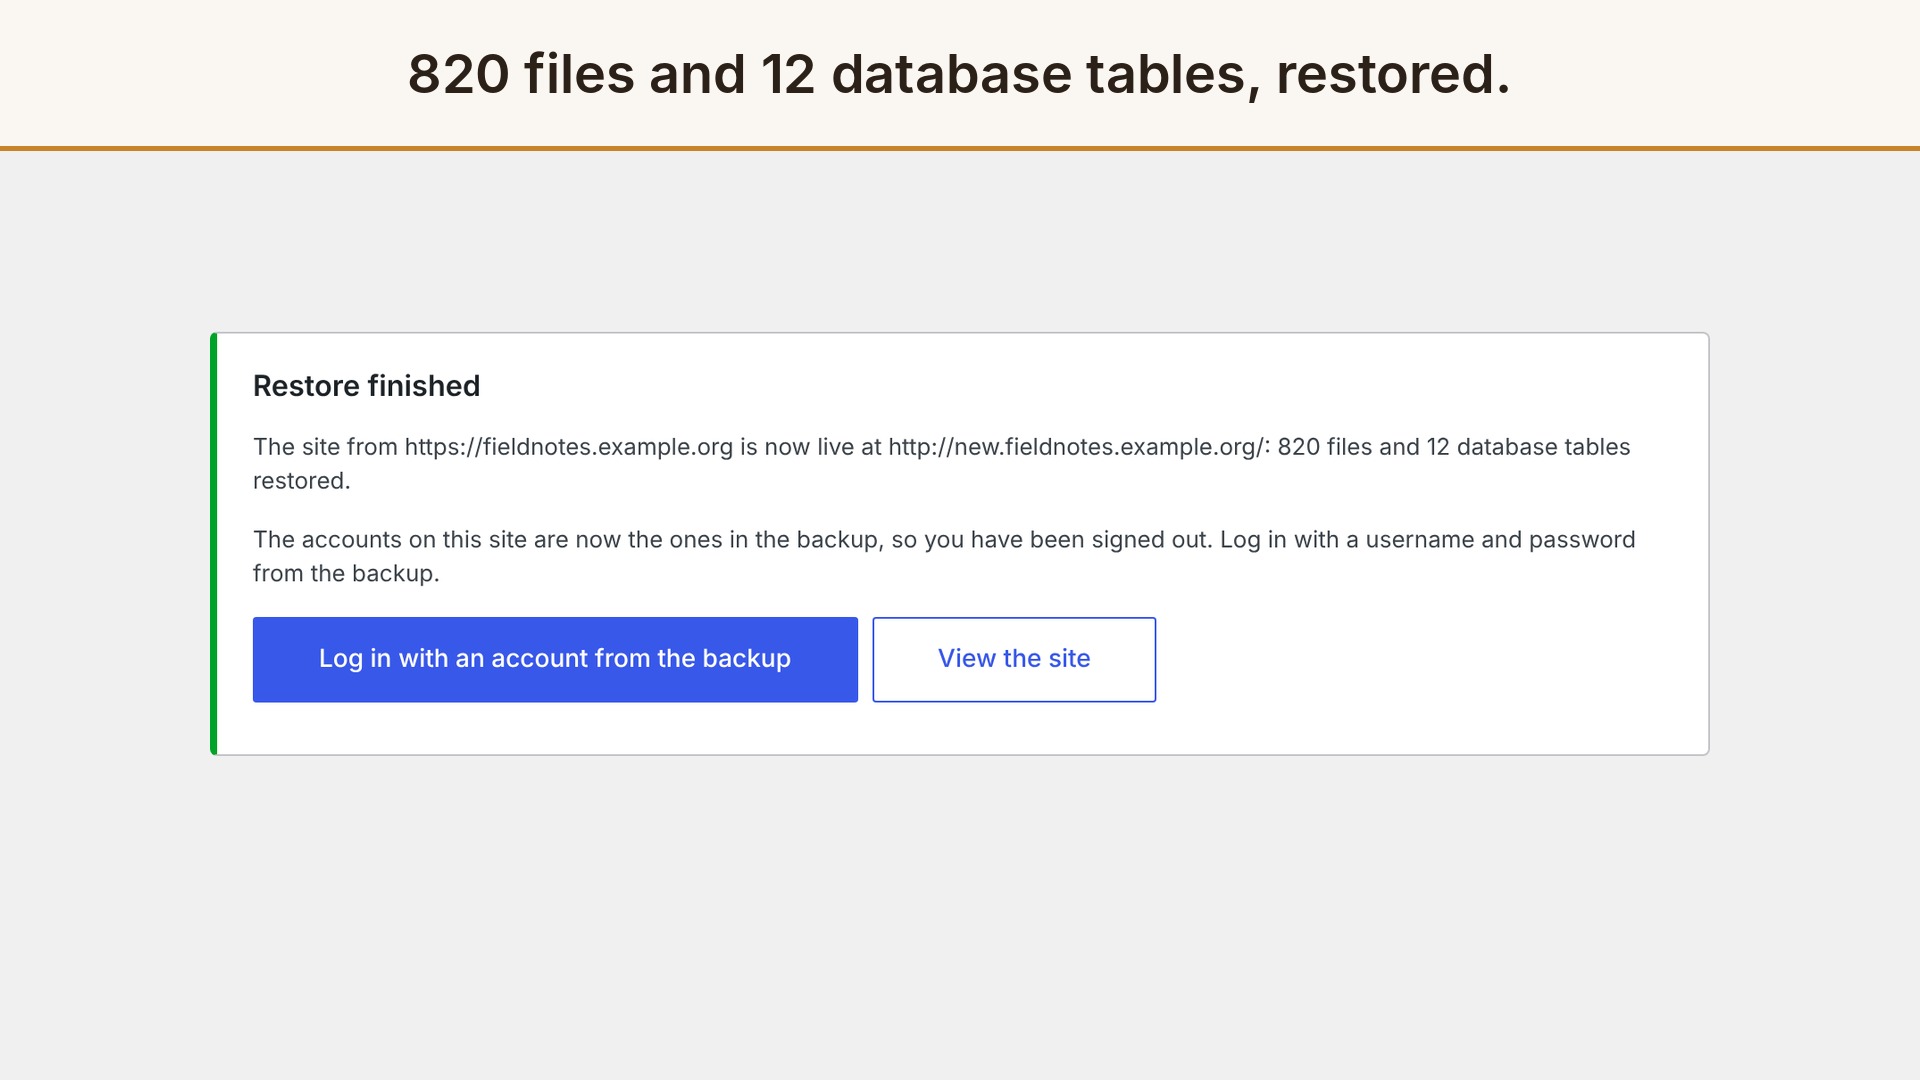 820 files and 12 database tables, restored.
Restore finished
The site from https://fieldnotes.example.org is now live at http://new.fieldnotes.example.org/: 820 files and 12 database tables
restored.
The accounts on this site are now the ones in the backup, so you have been signed out. Log in with a username and password
from the backup.
Log in with an account from the backup
View the site